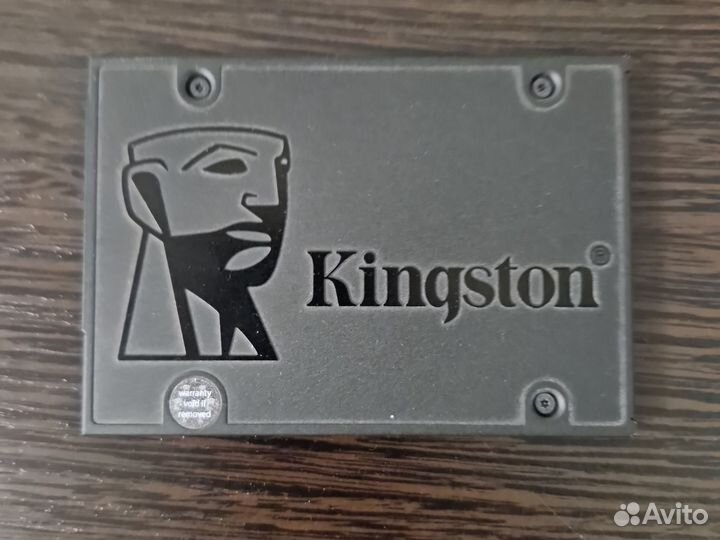 Kingston®
warranty
void if
removed
Avito